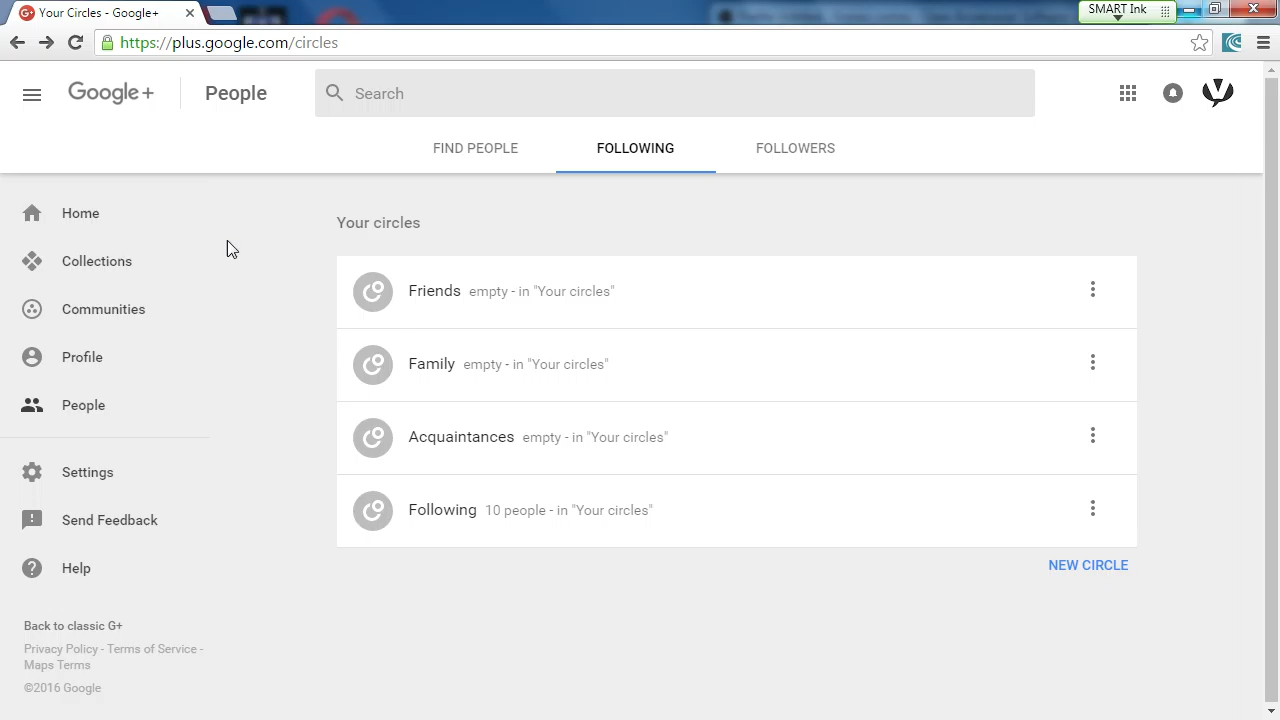 Your Circles - Google+
SMART Ink
https://plus.google.com/circles
Google+
People
Search
FIND PEOPLE
FOLLOWING
FOLLOWERS
Home
Collections
Communities
Profile
People
Settings
Send Feedback
Help
Back to classic G+
Privacy Policy - Terms of Service -
Maps Terms
©2016 Google
Your circles
Friends empty - in "Your circles"
Family empty - in "Your circles"
Acquaintances empty - in "Your circles"
Following 10 people - in "Your circles"
NEW CIRCLE